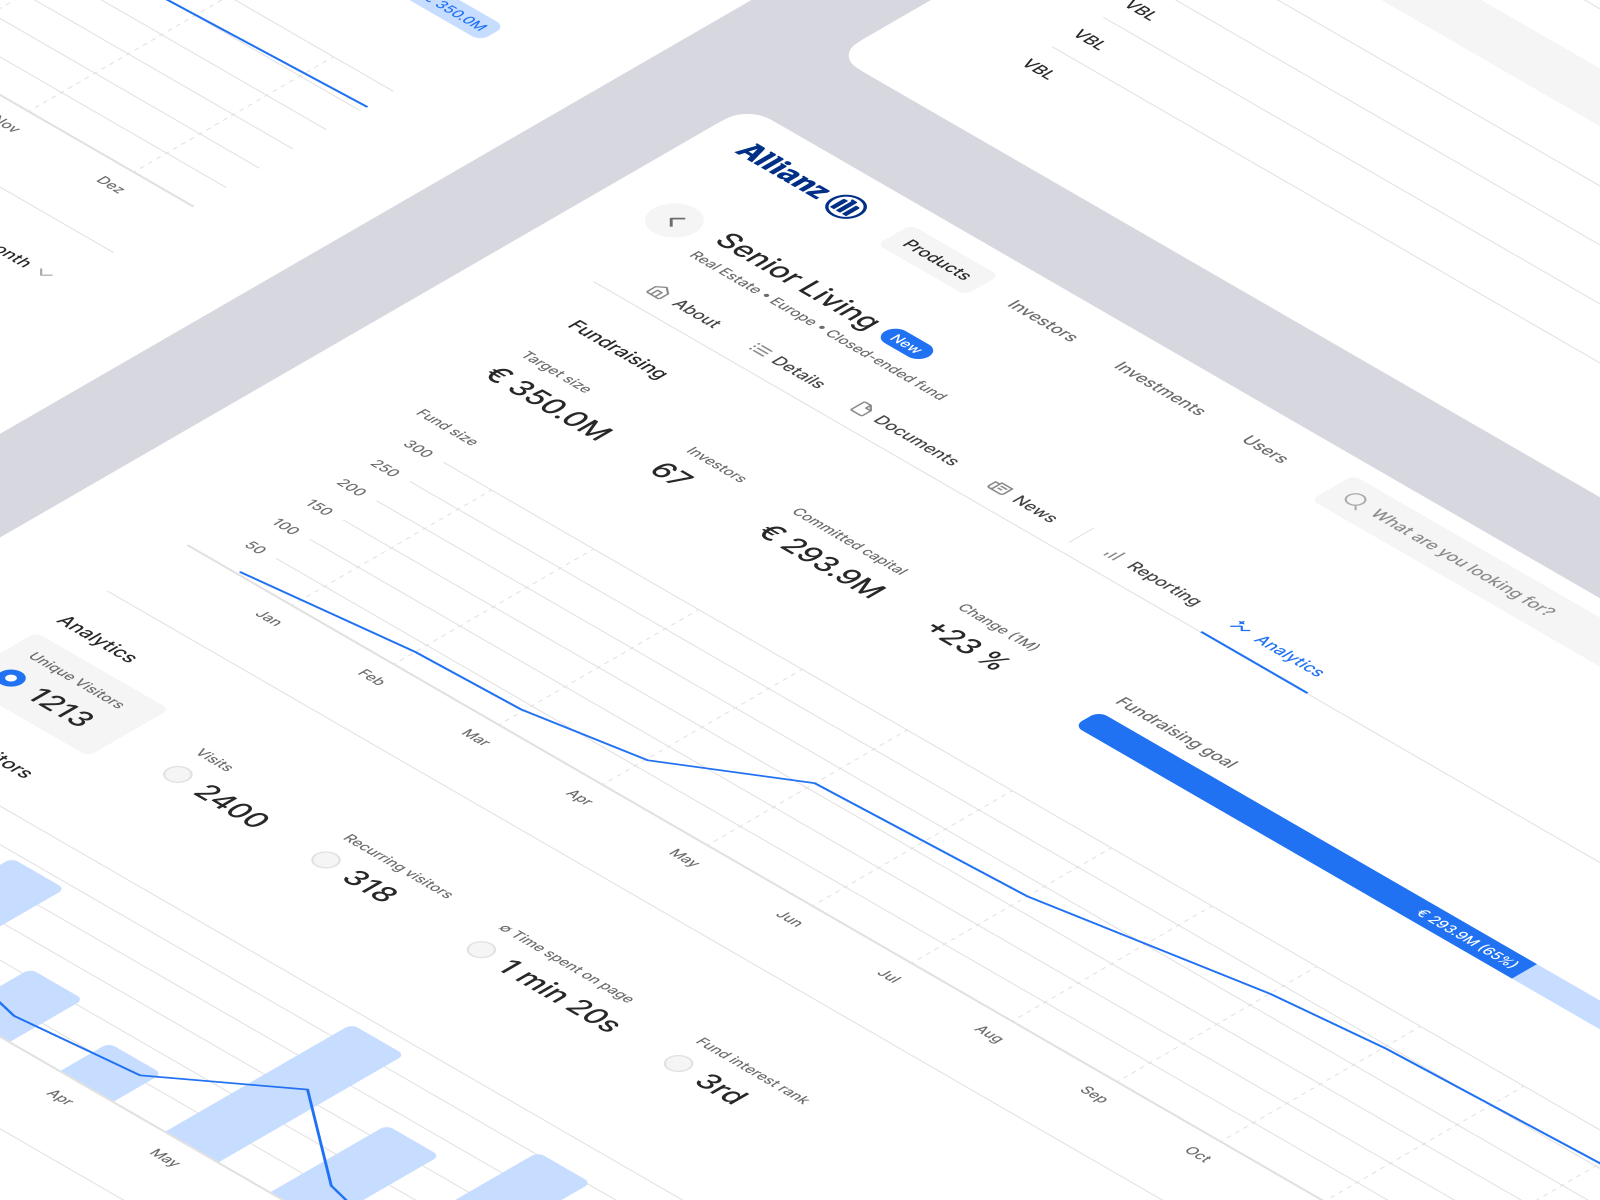 € 350.0M
Nov
Dez
VBL
VBL
VBL
Allianz
Products
Investors
Investments
Users
What are you looking for?
Senior Living
New
Real Estate • Europe • Closed-ended fund
About
Details
Documents
News
Reporting
Analytics
Fundraising
Target size
€ 350.0M
Investors
67
Committed capital
€ 293.9M
Change (1M)
+23 %
Fundraising goal
€ 293.9M (65%)
Fund size
300
250
200
150
100
50
Jan
Feb
Mar
Apr
May
Jun
Jul
Aug
Sep
Oct
Analytics
Unique Visitors
1213
Visits
2400
Recurring visitors
318
ø Time spent on page
1 min 20s
Fund interest rank
3rd
Apr
May